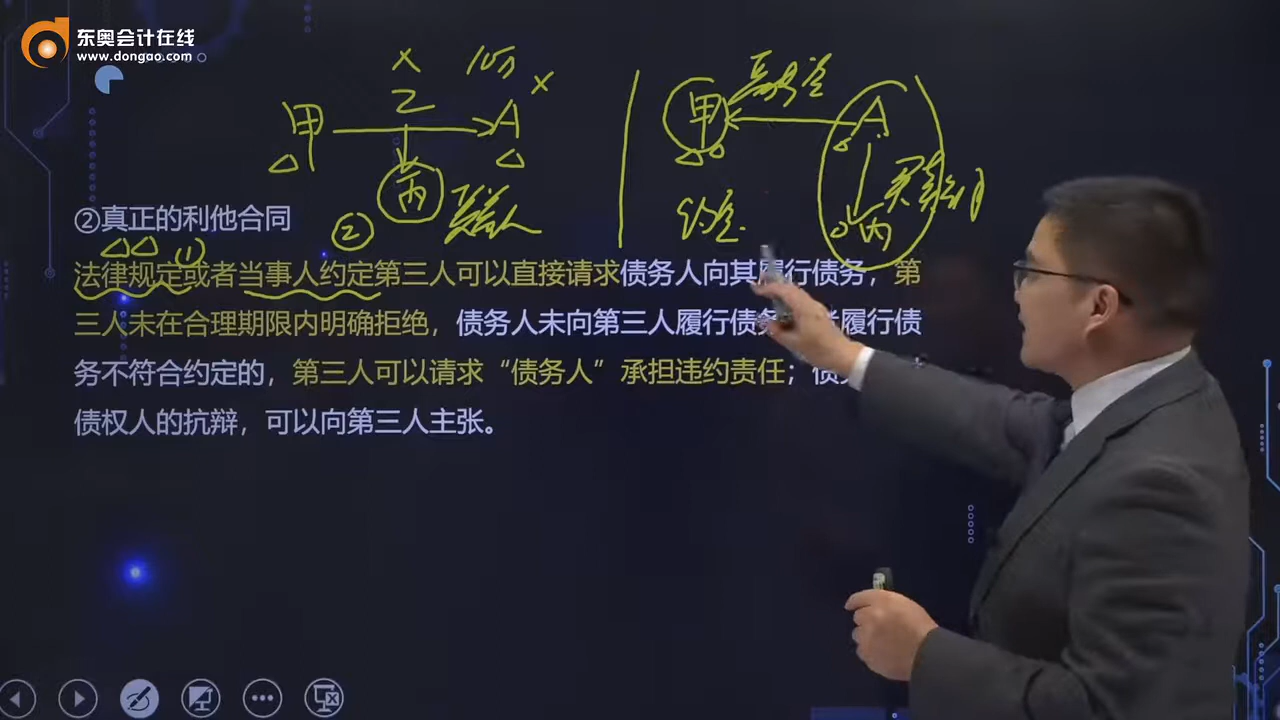 东奥会计在线
www.dongao.com
甲 乙 A
丙
甲 A
丙
②
约定
②真正的利他合同
①
法律规定或者当事人约定第三人可以直接请求债务人向其履行债务，第
三人未在合理期限内明确拒绝，债务人未向第三人履行债务 履行债
务不符合约定的，第三人可以请求“债务人”承担违约责任；债
债权人的抗辩，可以向第三人主张。